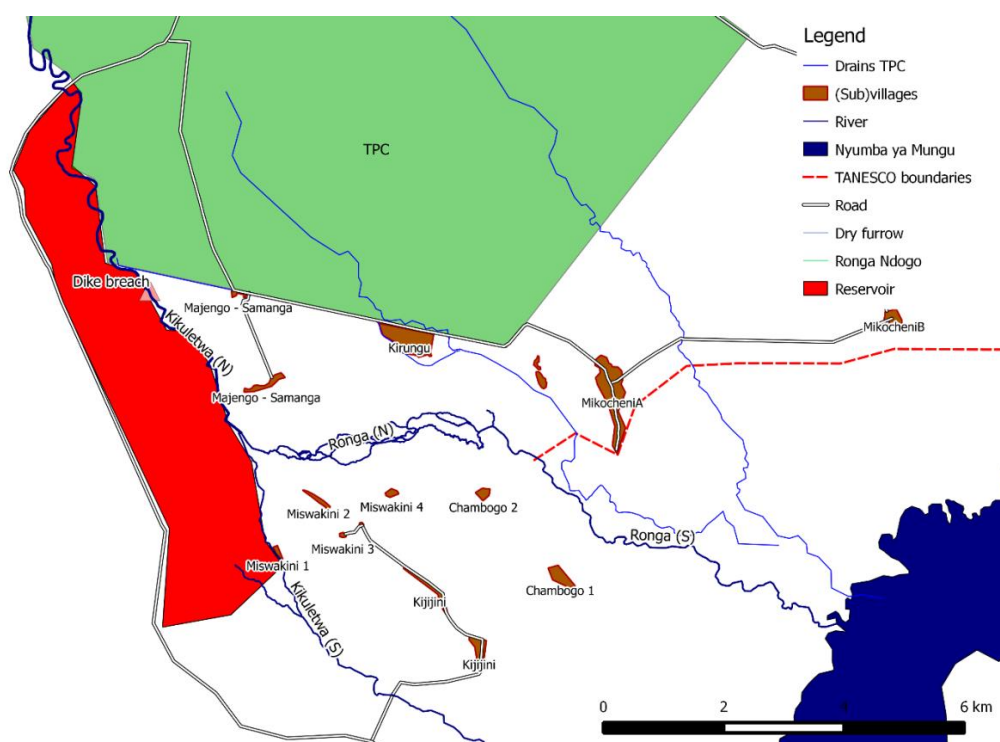 Legend
Drains TPC
(Sub)villages
River
Nyumba ya Mungu
TANESCO boundaries
Road
Dry furrow
Ronga Ndogo
Reservoir
TPC
Dike breach
Majengo - Samanga
Kikuletwa (N)
Kirungu
MikocheniB
Majengo - Samanga
MikocheniA
Ronga (N)
Miswakini 2
Miswakini 4
Chambogo 2
Miswakini 3
Ronga (S)
Miswakini 1
Kikuletwa (S)
Kijijini
Chambogo 1
Kijijini
0 2 4 6 km